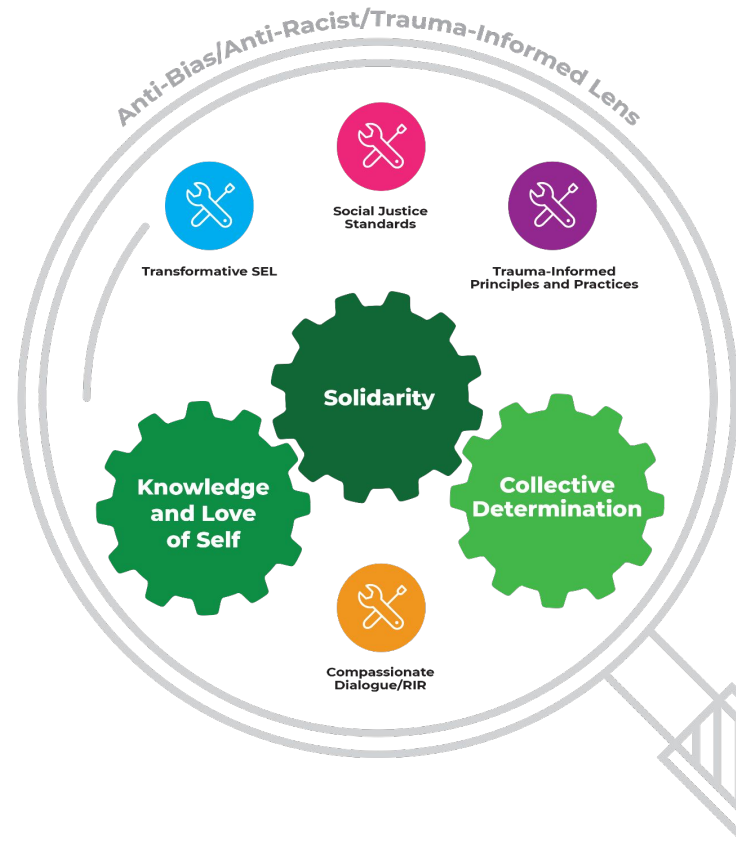 Anti-Bias/Anti-Racist/Trauma-Informed Lens
Social Justice
Standards
Transformative SEL
Trauma-Informed
Principles and Practices
Solidarity
Knowledge
and Love
of Self
Collective
Determination
Compassionate
Dialogue/RIR